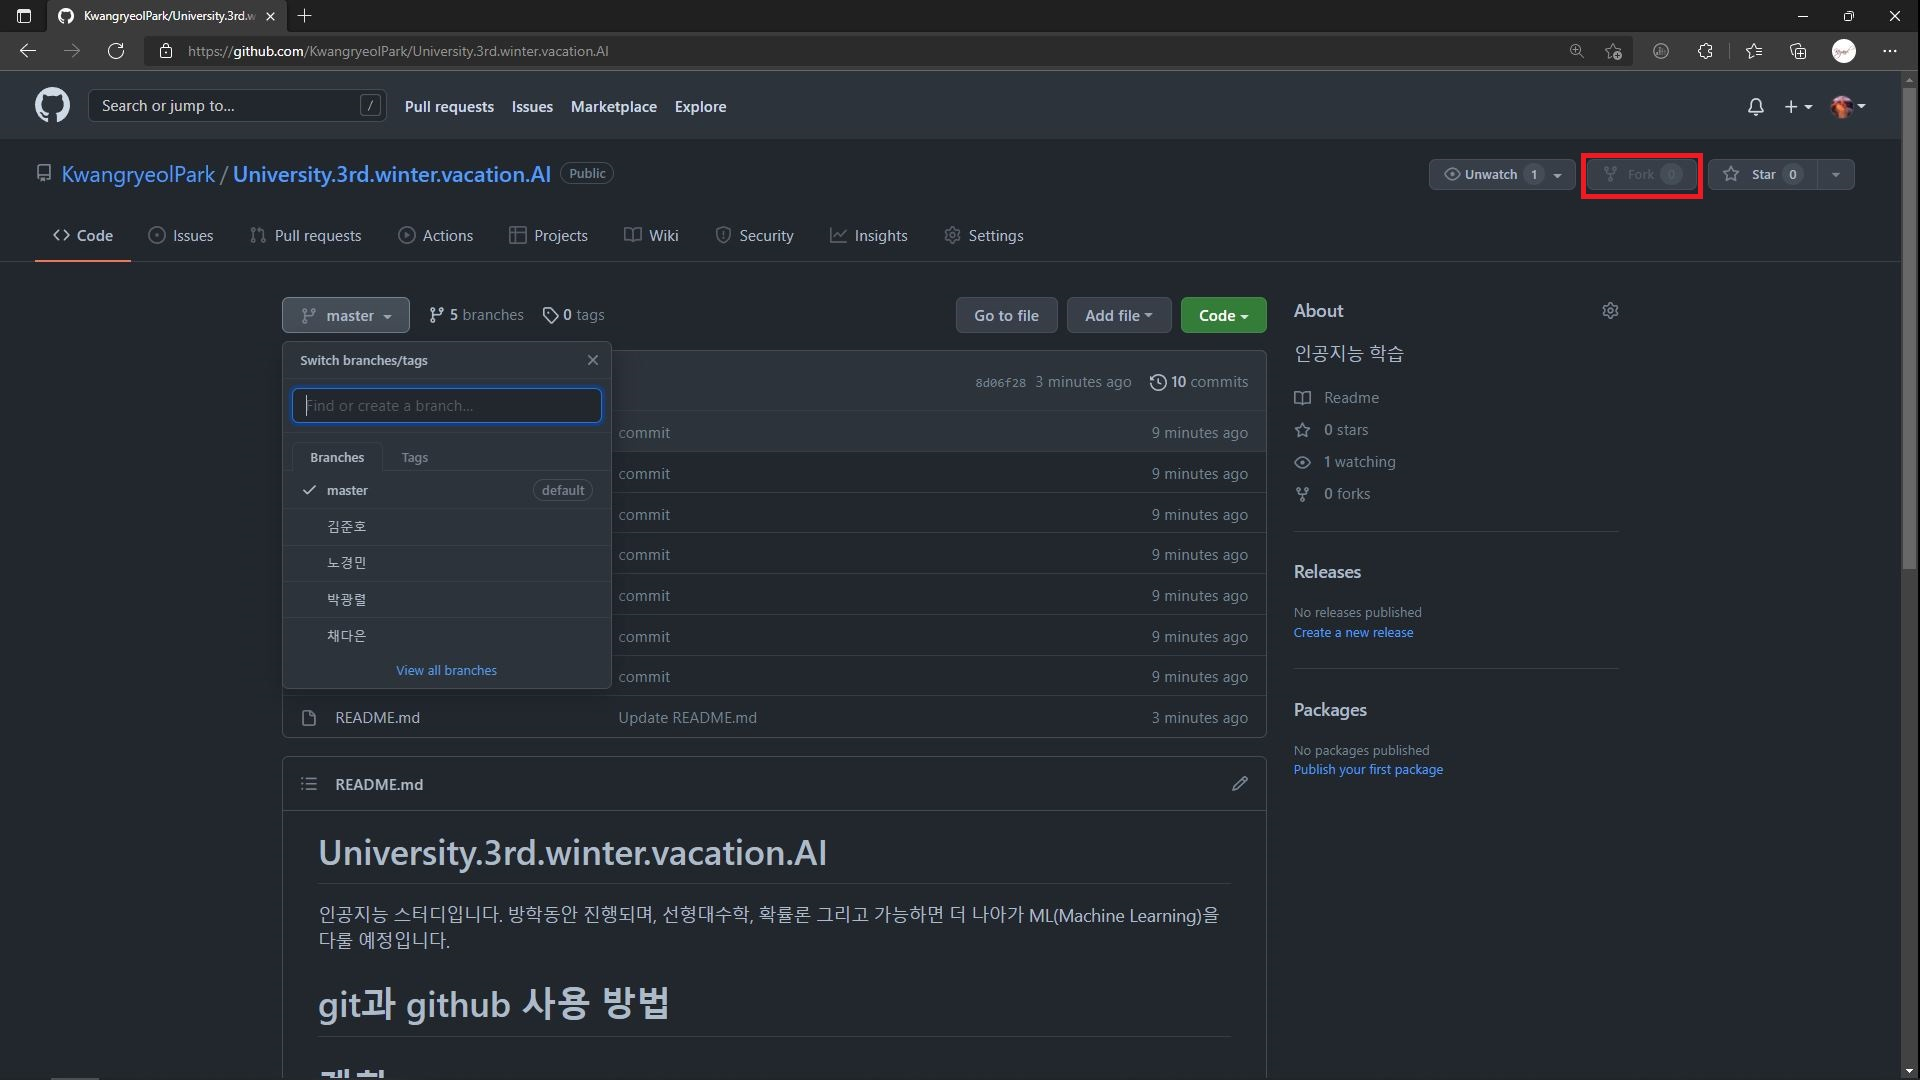 KwangryeolPark/University.3rd.w
https://github.com/KwangryeolPark/University.3rd.winter.vacation.AI
Search or jump to... /
Pull requests Issues Marketplace Explore
KwangryeolPark / University.3rd.winter.vacation.AI Public
Unwatch 1 Fork 0 Star 0
Code Issues Pull requests Actions Projects Wiki Security Insights Settings
master 5 branches 0 tags Go to file Add file Code
Switch branches/tags
Find or create a branch...
Branches Tags
master default
김준호
노경민
박광렬
채다은
View all branches
8d06f28 3 minutes ago 10 commits
commit 9 minutes ago
commit 9 minutes ago
commit 9 minutes ago
commit 9 minutes ago
commit 9 minutes ago
commit 9 minutes ago
commit 9 minutes ago
README.md Update README.md 3 minutes ago
README.md
University.3rd.winter.vacation.AI
인공지능 스터디입니다. 방학동안 진행되며, 선형대수학, 확률론 그리고 가능하면 더 나아가 ML(Machine Learning)을
다룰 예정입니다.
git과 github 사용 방법
About
인공지능 학습
Readme
0 stars
1 watching
0 forks
Releases
No releases published
Create a new release
Packages
No packages published
Publish your first package